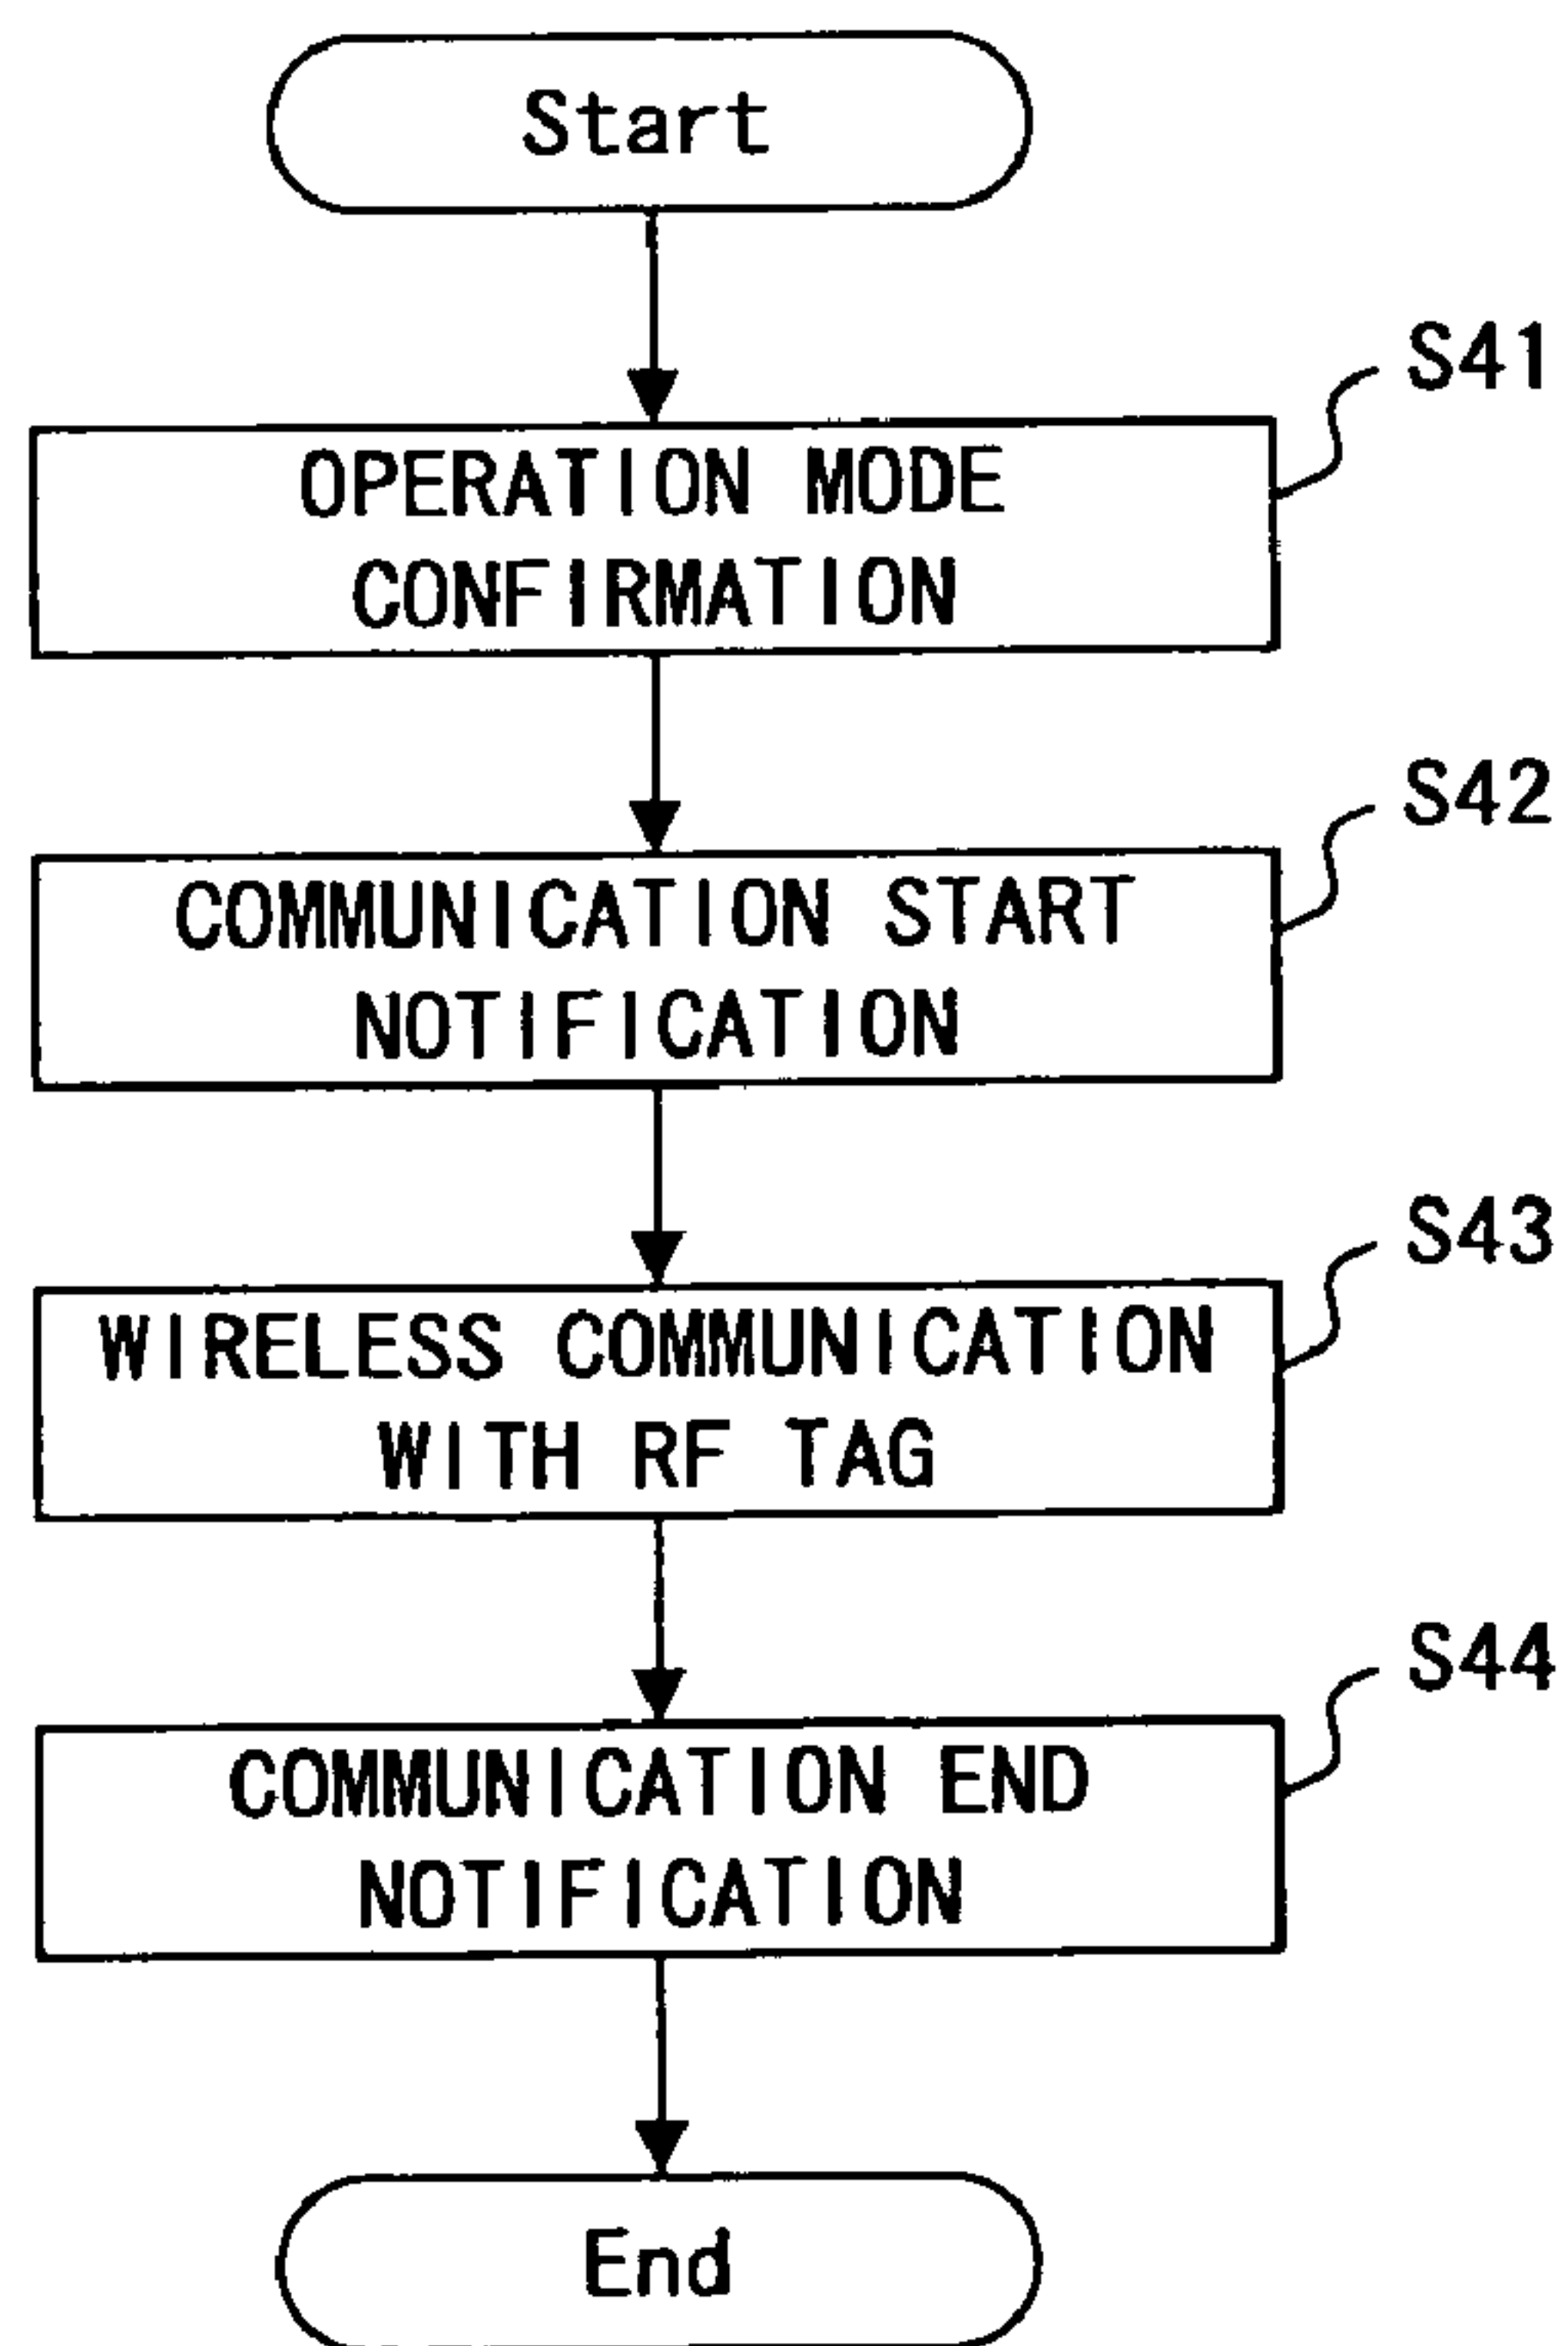 Start
S41
OPERATION MODE
CONFIRMATION
S42
COMMUNICATION START
NOTIFICATION
S43
WIRELESS COMMUNICATION
WITH RF TAG
S44
COMMUNICATION END
NOTIFICATION
End